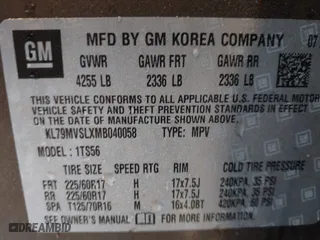 GM
MFD BY GM KOREA COMPANY 07
GVWR GAWR FRT GAWR RR
4255 LB 2336 LB 2336 LB
THIS VEHICLE CONFORMS TO ALL APPLICABLE U.S. FEDERAL MOTOR
VEHICLE SAFETY AND THEFT PREVENTION STANDARDS IN EFFECT ON THE
DATE OF MANUFACTURE SHOWN ABOVE.
KL79MVSLXMB040058 TYPE: MPV
MODEL: 1TS56
TIRE SIZE SPEED RTG RIM COLD TIRE PRESSURE
FRT 225/60R17 H 17x7.5J 240KPA, 35 PSI
RR 225/60R17 H 17x7.5J 240KPA, 35 PSI
SPA T125/70R16 M 16x4.0BT 420KPA, 60 PSI
SEE OWNER'S MANUAL FOR ADDITIONAL INFORMATION